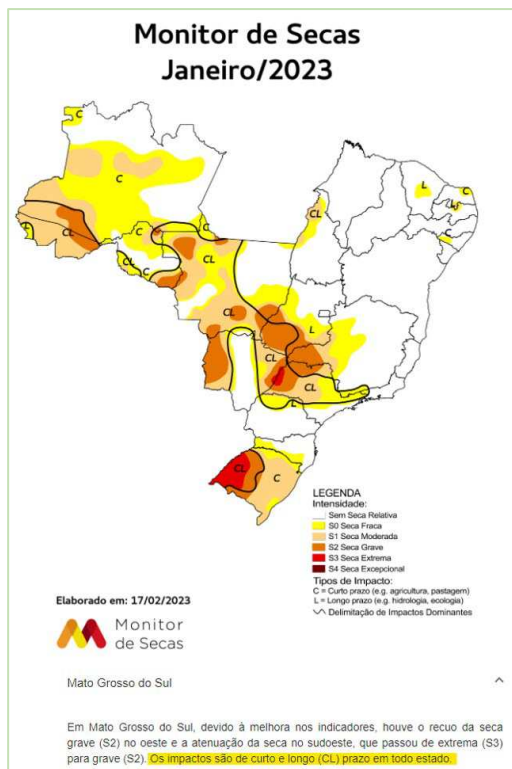 Monitor de Secas
Janeiro/2023
C
C
L
C
CL
L
C
C
CL
CL
L
CL
C
CL
L
CL
CL
CL
L
CL
C
LEGENDA
Intensidade:
Sem Seca Relativa
S0 Seca Fraca
S1 Seca Moderada
S2 Seca Grave
S3 Seca Extrema
S4 Seca Excepcional
Tipos de Impacto:
C = Curto prazo (e.g. agricultura, pastagem)
L = Longo prazo (e.g. hidrologia, ecologia)
Delimitação de Impactos Dominantes
Elaborado em: 17/02/2023
Monitor
de Secas
Mato Grosso do Sul
Em Mato Grosso do Sul, devido à melhora nos indicadores, houve o recuo da seca
grave (S2) no oeste e a atenuação da seca no sudoeste, que passou de extrema (S3)
para grave (S2). Os impactos são de curto e longo (CL) prazo em todo estado.